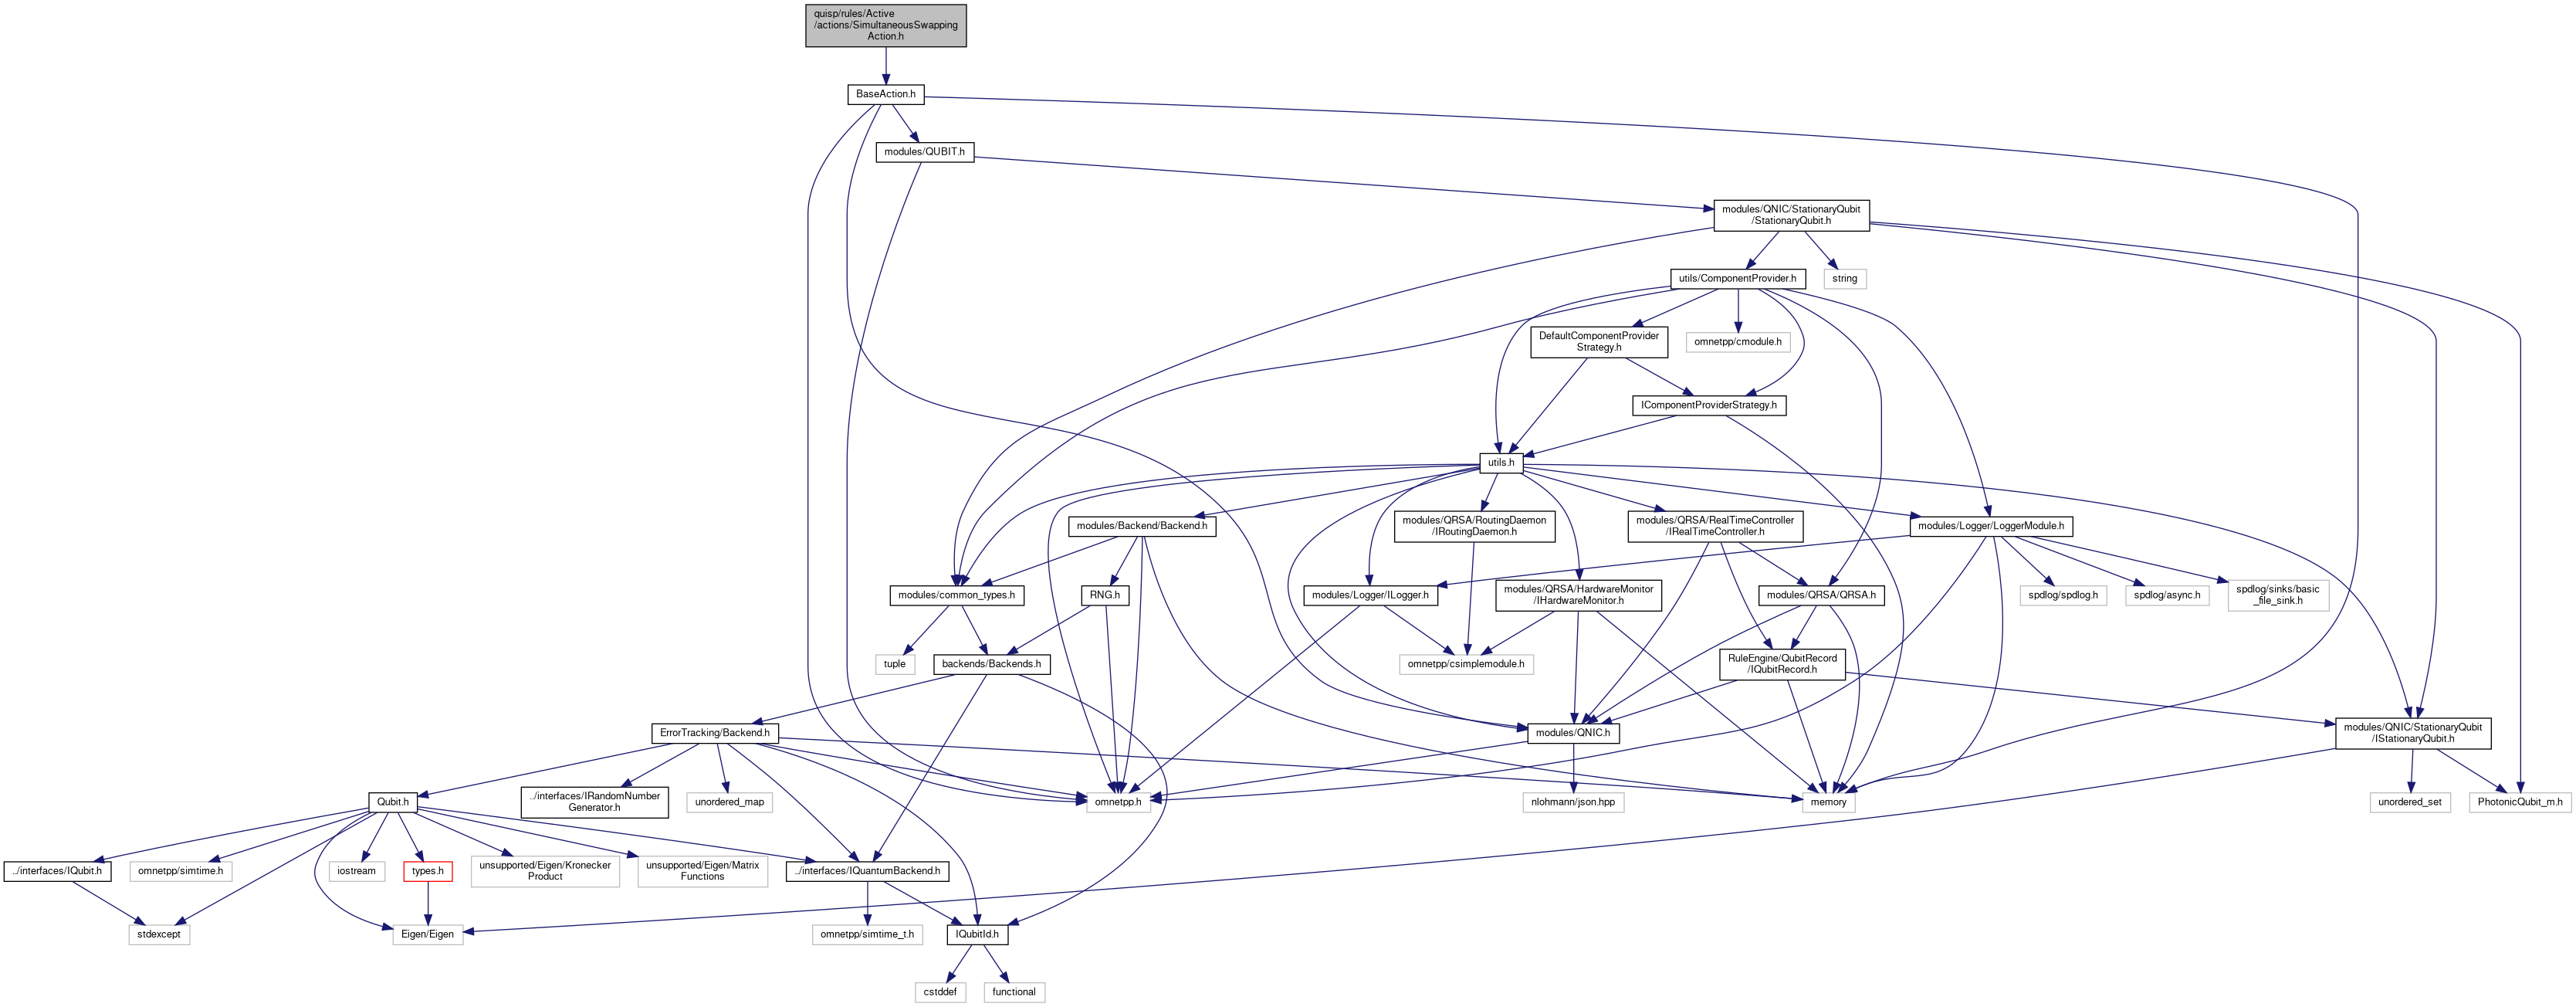 quisp/rules/Active
/actions/SimultaneousSwapping
Action.h
BaseAction.h
modules/QUBIT.h
modules/QNIC/StationaryQubit
/StationaryQubit.h
utils/ComponentProvider.h
string
DefaultComponentProvider
Strategy.h
omnetpp/cmodule.h
IComponentProviderStrategy.h
utils.h
modules/Backend/Backend.h
modules/QRSA/RoutingDaemon
/IRoutingDaemon.h
modules/QRSA/RealTimeController
/IRealTimeController.h
modules/Logger/LoggerModule.h
modules/common_types.h
RNG.h
modules/Logger/ILogger.h
modules/QRSA/HardwareMonitor
/IHardwareMonitor.h
modules/QRSA/QRSA.h
spdlog/spdlog.h
spdlog/async.h
spdlog/sinks/basic
_file_sink.h
tuple
backends/Backends.h
omnetpp/csimplemodule.h
RuleEngine/QubitRecord
/IQubitRecord.h
ErrorTracking/Backend.h
modules/QNIC.h
modules/QNIC/StationaryQubit
/IStationaryQubit.h
Qubit.h
../interfaces/IRandomNumber
Generator.h
unordered_map
omnetpp.h
nlohmann/json.hpp
memory
unordered_set
PhotonicQubit_m.h
../interfaces/IQubit.h
omnetpp/simtime.h
iostream
types.h
unsupported/Eigen/Kronecker
Product
unsupported/Eigen/Matrix
Functions
../interfaces/IQuantumBackend.h
stdexcept
Eigen/Eigen
omnetpp/simtime_t.h
IQubitId.h
cstddef
functional